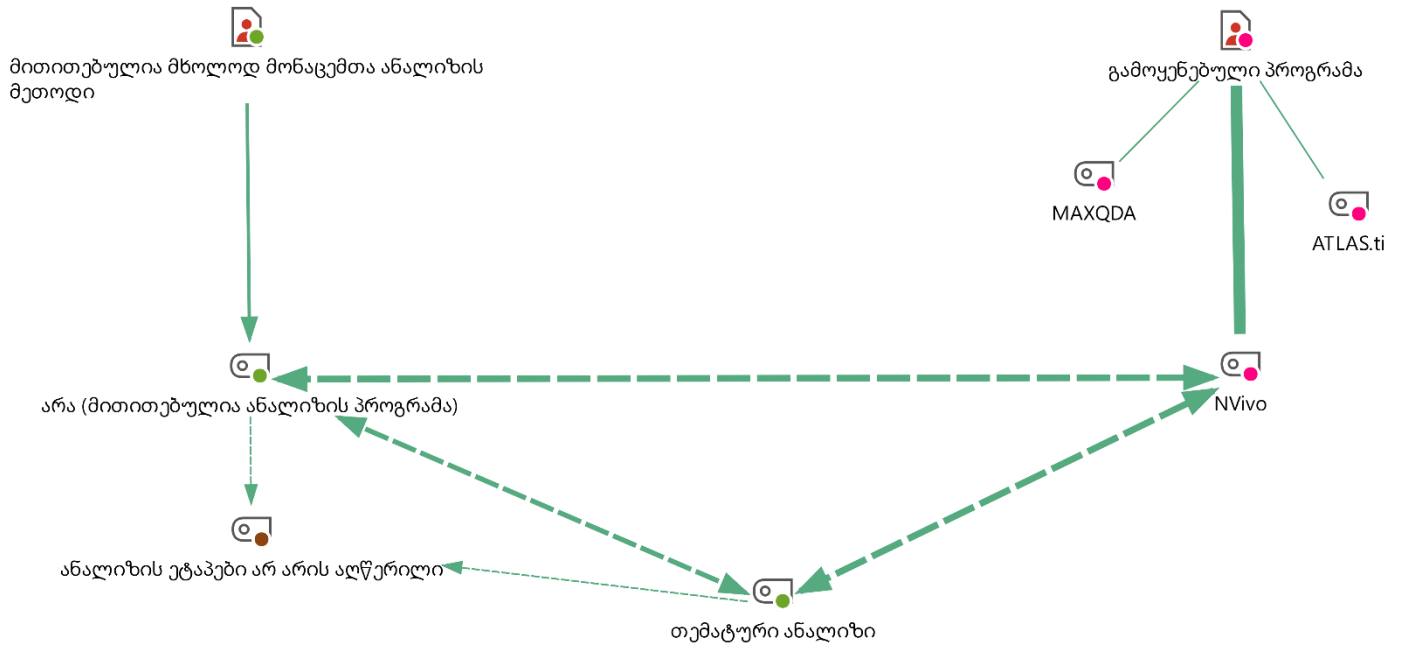 მითითებულია მხოლოდ მონაცემთა ანალიზის
მეთოდი
გამოყენებული პროგრამა
MAXQDA
ATLAS.ti
არა (მითითებულია ანალიზის პროგრამა)
NVivo
ანალიზის ეტაპები არ არის აღწერილი
თემატური ანალიზი